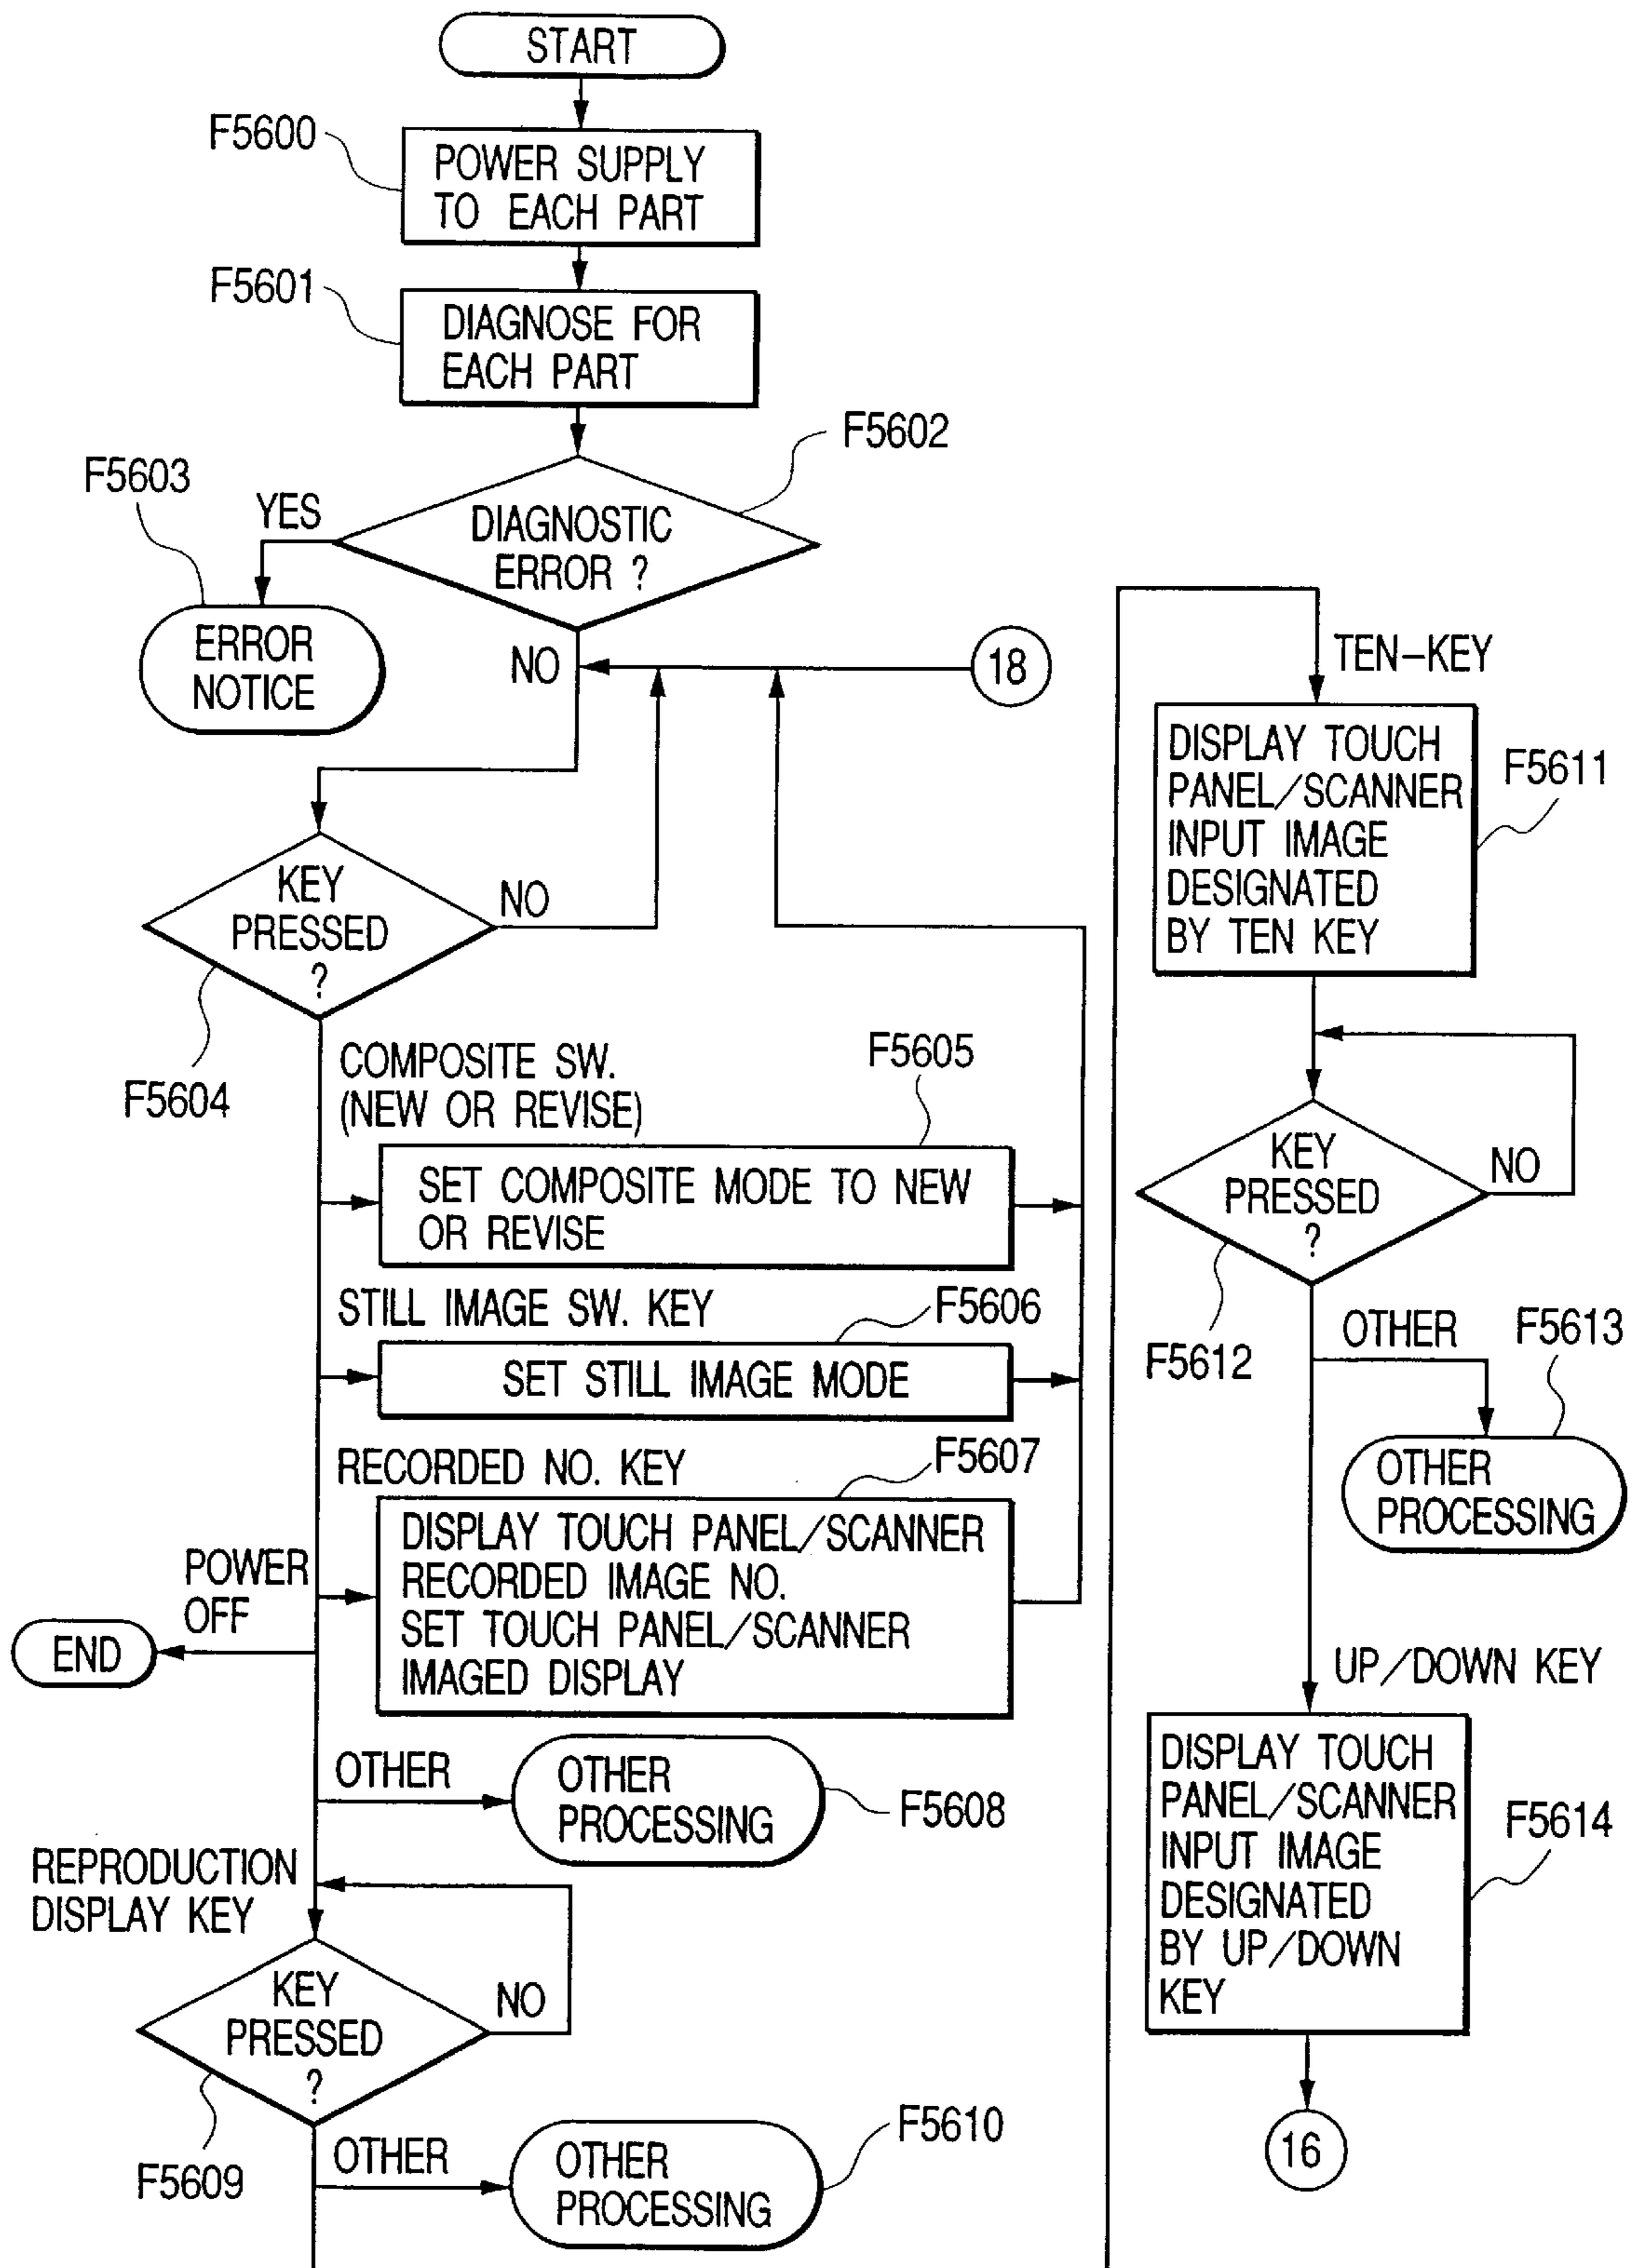 START
F5600
POWER SUPPLY
TO EACH PART
F5601
DIAGNOSE FOR
EACH PART
F5602
DIAGNOSTIC
ERROR ?
YES
F5603
ERROR
NOTICE
NO
18
KEY
PRESSED
?
NO
F5604
COMPOSITE SW.
(NEW OR REVISE)
F5605
SET COMPOSITE MODE TO NEW
OR REVISE
STILL IMAGE SW. KEY
F5606
SET STILL IMAGE MODE
RECORDED NO. KEY
F5607
DISPLAY TOUCH PANEL/SCANNER
RECORDED IMAGE NO.
SET TOUCH PANEL/SCANNER
IMAGED DISPLAY
POWER
OFF
END
OTHER
OTHER
PROCESSING
F5608
REPRODUCTION
DISPLAY KEY
KEY
PRESSED
?
NO
F5609
OTHER
OTHER
PROCESSING
F5610
TEN-KEY
DISPLAY TOUCH
PANEL/SCANNER
INPUT IMAGE
DESIGNATED
BY TEN KEY
F5611
KEY
PRESSED
?
NO
F5612
OTHER
F5613
OTHER
PROCESSING
UP/DOWN KEY
DISPLAY TOUCH
PANEL/SCANNER
INPUT IMAGE
DESIGNATED
BY UP/DOWN
KEY
F5614
16